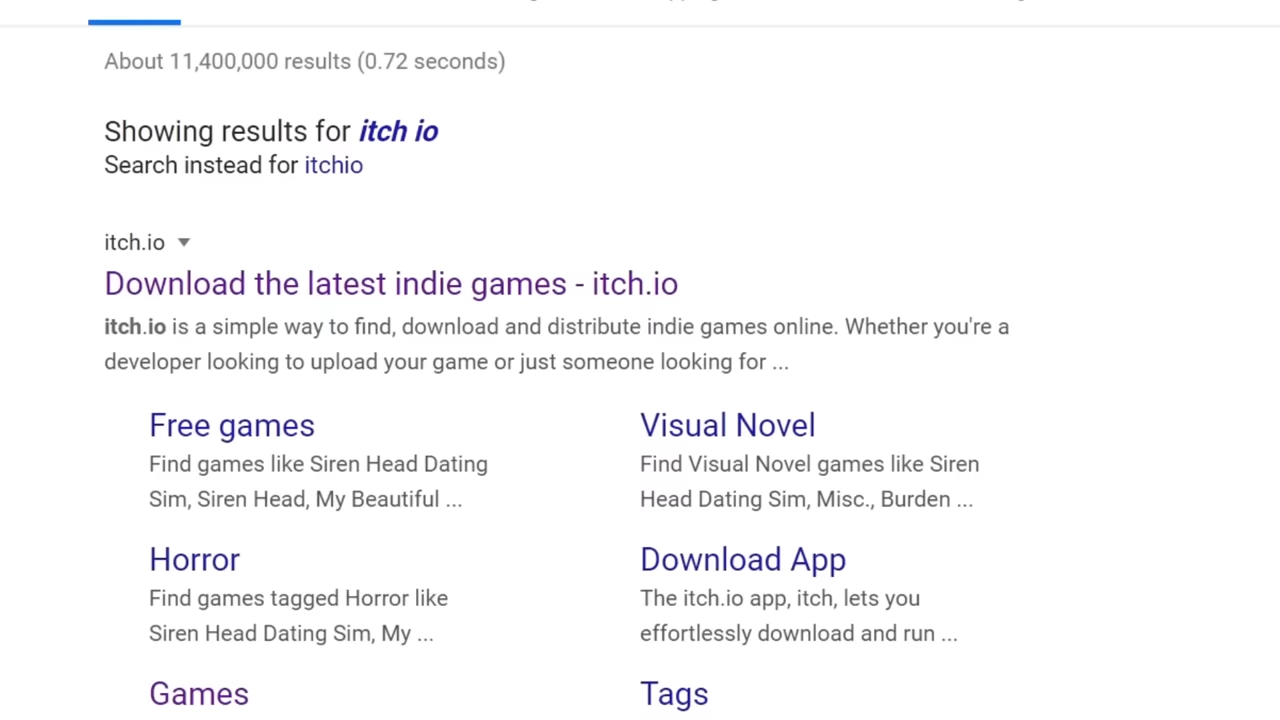 About 11,400,000 results (0.72 seconds)
Showing results for itch io
Search instead for itchio
itch.io
Download the latest indie games - itch.io
itch.io is a simple way to find, download and distribute indie games online. Whether you're a
developer looking to upload your game or just someone looking for ...
Free games
Find games like Siren Head Dating
Sim, Siren Head, My Beautiful ...
Visual Novel
Find Visual Novel games like Siren
Head Dating Sim, Misc., Burden ...
Horror
Find games tagged Horror like
Siren Head Dating Sim, My ...
Download App
The itch.io app, itch, lets you
effortlessly download and run ...
Games
Tags